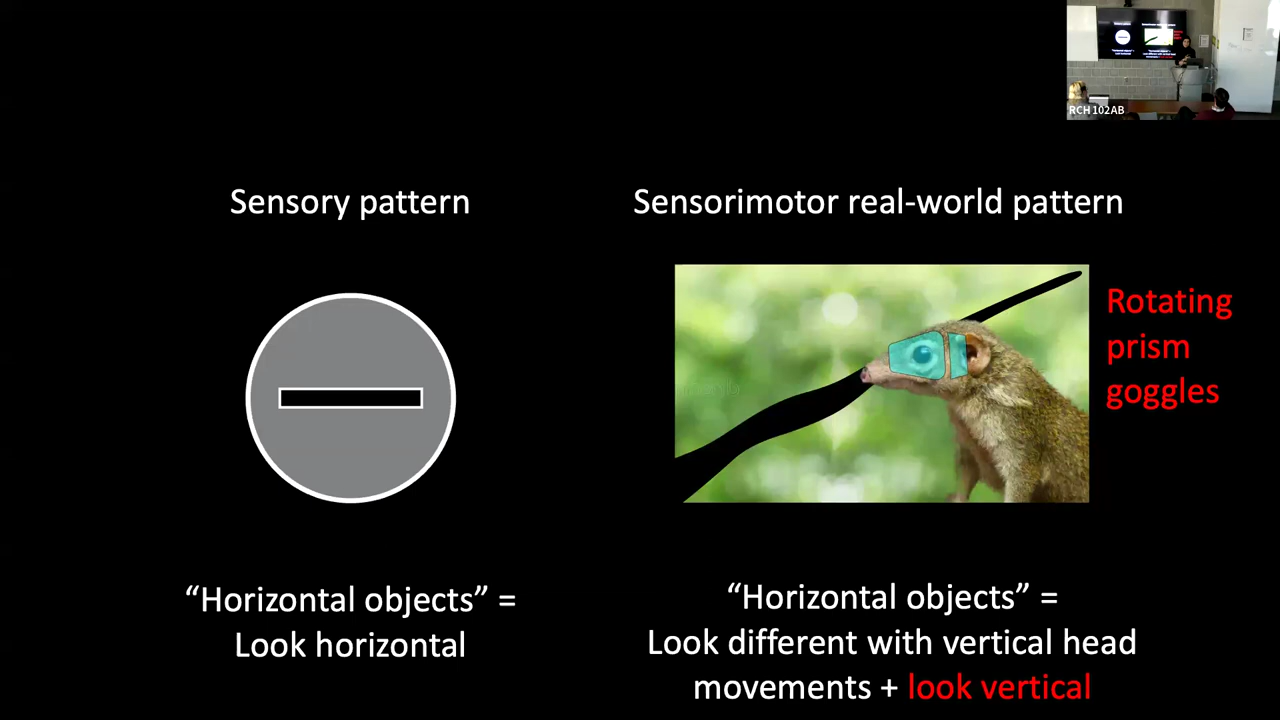 RCH 102AB
Sensory pattern
Sensorimotor real-world pattern
Rotating
prism
goggles
“Horizontal objects” =
Look horizontal
“Horizontal objects” =
Look different with vertical head
movements + look vertical